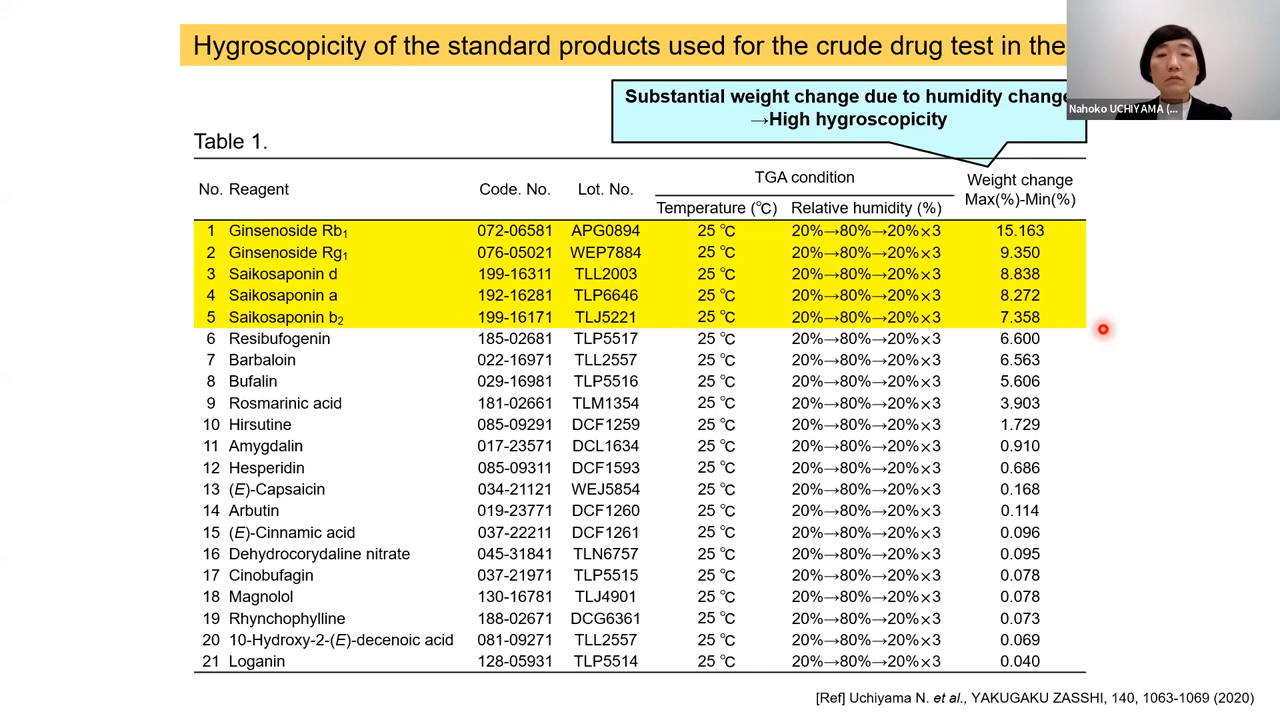 Hygroscopicity of the standard products used for the crude drug test in the
Substantial weight change due to humidity change
→High hygroscopicity
Nahoko UCHIYAMA (...
Table 1.
No. Reagent Code. No. Lot. No. TGA condition Weight change Max(%)-Min(%)
Temperature (℃) Relative humidity (%)
1 Ginsenoside Rb₁ 072-06581 APG0894 25 ℃ 20%→80%→20%×3 15.163
2 Ginsenoside Rg₁ 076-05021 WEP7884 25 ℃ 20%→80%→20%×3 9.350
3 Saikosaponin d 199-16311 TLL2003 25 ℃ 20%→80%→20%×3 8.838
4 Saikosaponin a 192-16281 TLP6646 25 ℃ 20%→80%→20%×3 8.272
5 Saikosaponin b₂ 199-16171 TLJ5221 25 ℃ 20%→80%→20%×3 7.358
6 Resibufogenin 185-02681 TLP5517 25 ℃ 20%→80%→20%×3 6.600
7 Barbaloin 022-16971 TLL2557 25 ℃ 20%→80%→20%×3 6.563
8 Bufalin 029-16981 TLP5516 25 ℃ 20%→80%→20%×3 5.606
9 Rosmarinic acid 181-02661 TLM1354 25 ℃ 20%→80%→20%×3 3.903
10 Hirsutine 085-09291 DCF1259 25 ℃ 20%→80%→20%×3 1.729
11 Amygdalin 017-23571 DCL1634 25 ℃ 20%→80%→20%×3 0.910
12 Hesperidin 085-09311 DCF1593 25 ℃ 20%→80%→20%×3 0.686
13 (E)-Capsaicin 034-21121 WEJ5854 25 ℃ 20%→80%→20%×3 0.168
14 Arbutin 019-23771 DCF1260 25 ℃ 20%→80%→20%×3 0.114
15 (E)-Cinnamic acid 037-22211 DCF1261 25 ℃ 20%→80%→20%×3 0.096
16 Dehydrocorydaline nitrate 045-31841 TLN6757 25 ℃ 20%→80%→20%×3 0.095
17 Cinobufagin 037-21971 TLP5515 25 ℃ 20%→80%→20%×3 0.078
18 Magnolol 130-16781 TLJ4901 25 ℃ 20%→80%→20%×3 0.078
19 Rhynchophylline 188-02671 DCG6361 25 ℃ 20%→80%→20%×3 0.073
20 10-Hydroxy-2-(E)-decenoic acid 081-09271 TLL2557 25 ℃ 20%→80%→20%×3 0.069
21 Loganin 128-05931 TLP5514 25 ℃ 20%→80%→20%×3 0.040
[Ref] Uchiyama N. et al., YAKUGAKU ZASSHI, 140, 1063-1069 (2020)